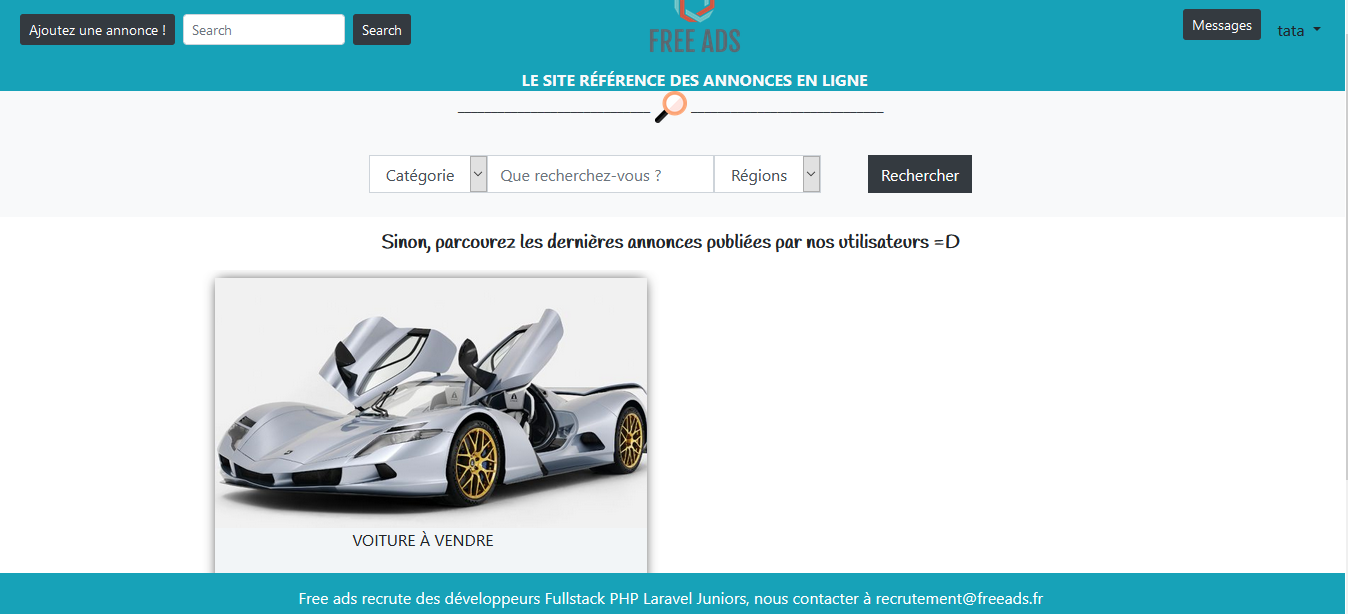 Ajoutez une annonce !
Search
Search
FREE ADS
Messages
tata
LE SITE RÉFÉRENCE DES ANNONCES EN LIGNE
Catégorie
Que recherchez-vous ?
Régions
Rechercher
Sinon, parcourez les dernières annonces publiées par nos utilisateurs =D
VOITURE À VENDRE
Free ads recrute des développeurs Fullstack PHP Laravel Juniors, nous contacter à recrutement@freeads.fr